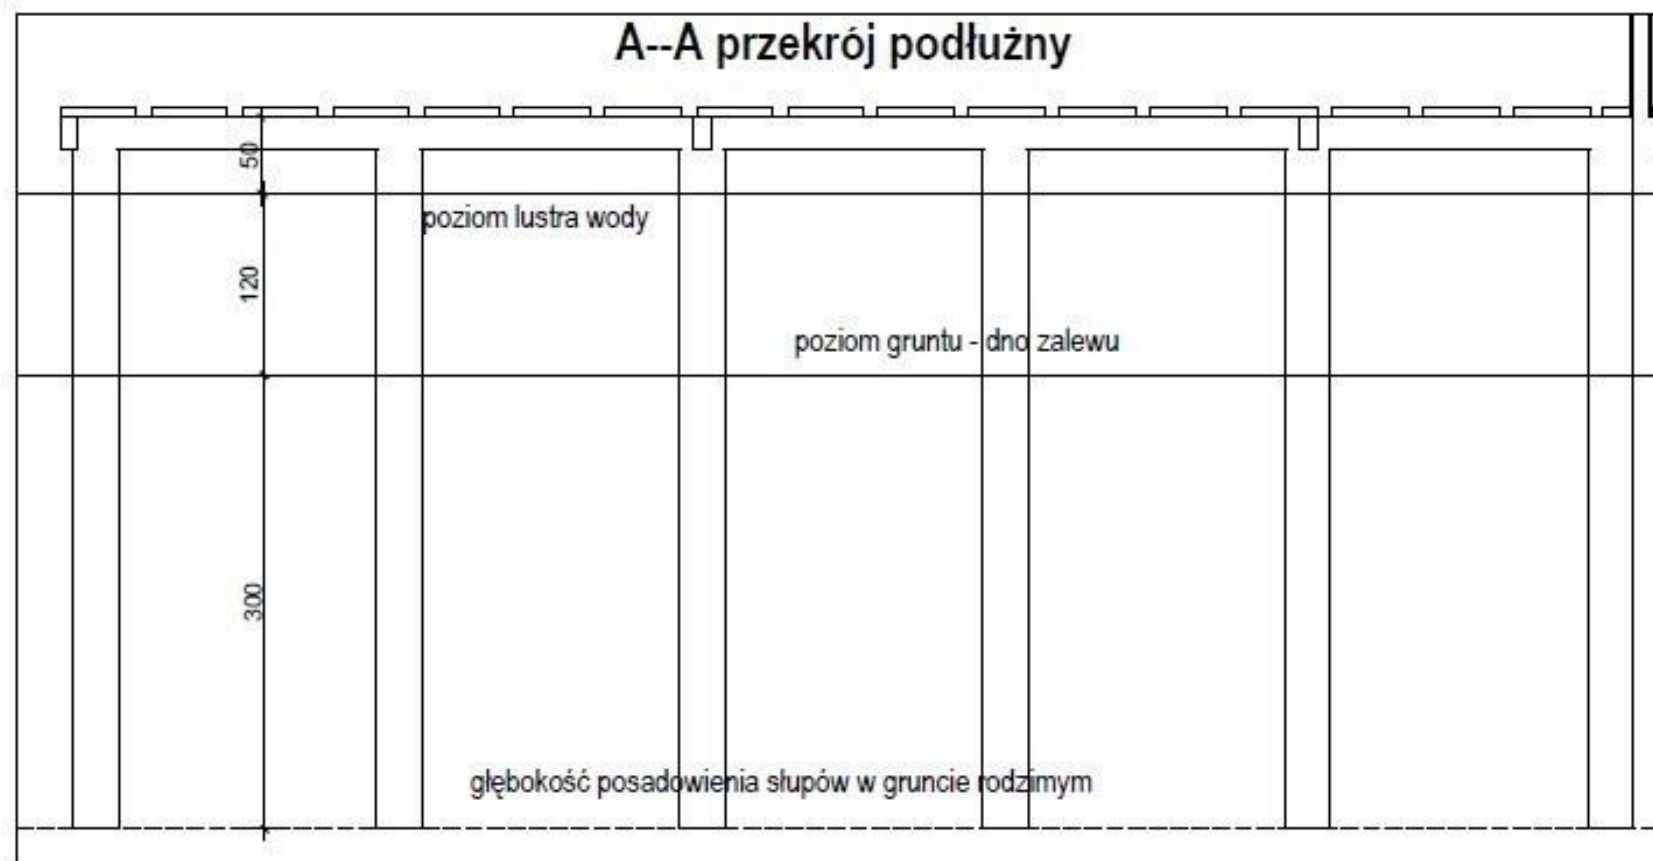 A--A przekrój podłużny
50
poziom lustra wody
120
poziom gruntu - dno zalewu
300
głębokość posadowienia słupów w gruncie rodzimym